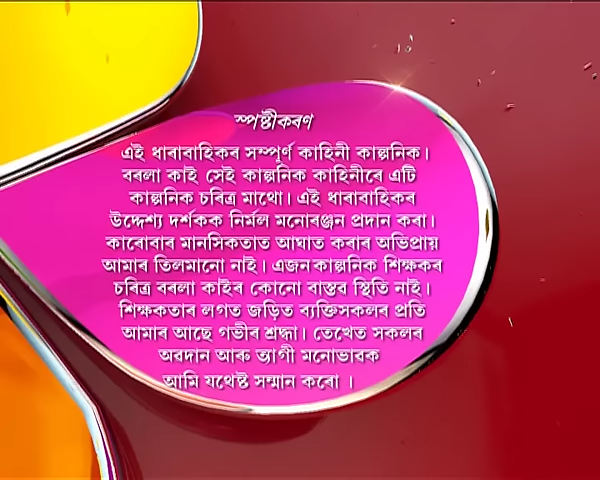 স্পষ্টীকৰণ
এই ধাৰাবাহিকৰ সম্পূৰ্ণ কাহিনী কাল্পনিক।
বৰলা কাই সেই কাল্পনিক কাহিনীৰে এটি
কাল্পনিক চৰিত্ৰ মাথো। এই ধাৰাবাহিকৰ
উদ্দেশ্য দৰ্শকক নিৰ্মল মনোৰঞ্জন প্ৰদান কৰা।
কাৰোবাৰ মানসিকতাত আঘাত কৰাৰ অভিপ্ৰায়
আমাৰ তিলমানো নাই। এজন কাল্পনিক শিক্ষকৰ
চৰিত্ৰ বৰলা কাইৰ কোনো বাস্তৱ স্থিতি নাই।
শিক্ষকতাৰ লগত জড়িত ব্যক্তিসকলৰ প্ৰতি
আমাৰ আছে গভীৰ শ্ৰদ্ধা। তেখেত সকলৰ
অৱদান আৰু ত্যাগী মনোভাবক
আমি যথেষ্ট সন্মান কৰো ।